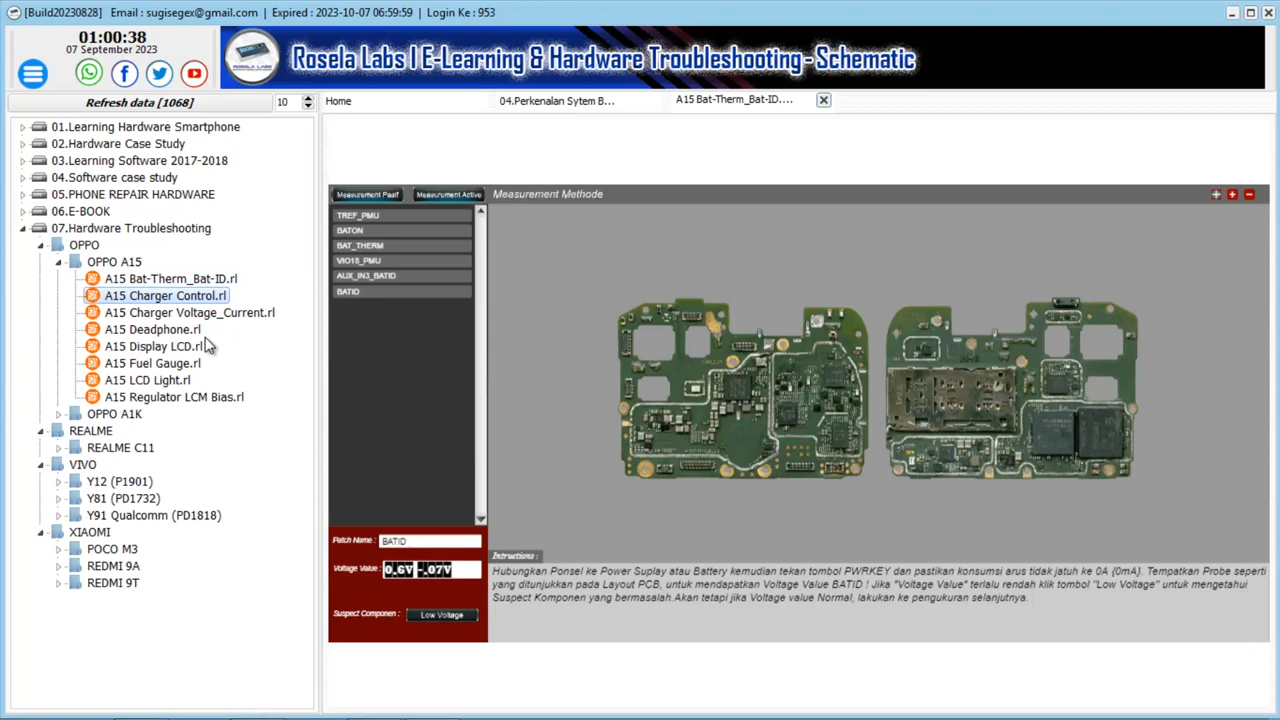 [Build20230828] Email : sugisegex@gmail.com | Expired : 2023-10-07 06:59:59 | Login Ke : 953
01:00:38
07 September 2023
Rosela Labs | E-Learning & Hardware Troubleshooting - Schematic
Refresh data [1068]
10
Home
04.Perkenalan Sytem B...
A15 Bat-Therm_Bat-ID....
01.Learning Hardware Smartphone
02.Hardware Case Study
03.Learning Software 2017-2018
04.Software case study
05.PHONE REPAIR HARDWARE
06.E-BOOK
07.Hardware Troubleshooting
OPPO
OPPO A15
A15 Bat-Therm_Bat-ID.rl
A15 Charger Control.rl
A15 Charger Voltage_Current.rl
A15 Deadphone.rl
A15 Display LCD.rl
A15 Fuel Gauge.rl
A15 LCD Light.rl
A15 Regulator LCM Bias.rl
OPPO A1K
REALME
REALME C11
VIVO
Y12 (P1901)
Y81 (PD1732)
Y91 Qualcomm (PD1818)
XIAOMI
POCO M3
REDMI 9A
REDMI 9T
Measurement Pasif
Measurement Active
Measurement Methode
TREF_PMU
BATON
BAT_THERM
VIO18_PMU
AUX_IN3_BATID
BATID
Patch Name : BATID
Voltage Value : 0.6V -.07V
Suspect Componen : Low Voltage
Intructions :
Hubungkan Ponsel ke Power Suplay atau Battery kemudian tekan tombol PWRKEY dan pastikan konsumsi arus tidak jatuh ke 0A {0mA}. Tempatkan Probe seperti
yang ditunjukkan pada Layout PCB, untuk mendapatkan Voltage Value BATID ! Jika "Voltage Value" terlalu rendah klik tombol "Low Voltage" untuk mengetahui
Suspect Komponen yang bermasalah.Akan tetapi jika Voltage value Normal, lakukan ke pengukuran selanjutnya.